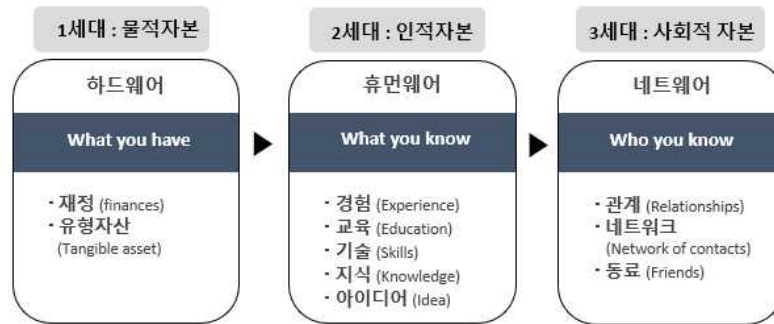 1세대 : 물적자본
하드웨어
What you have
- 재정 (finances)
- 유형자산
(Tangible asset)
2세대 : 인적자본
휴먼웨어
What you know
- 경험 (Experience)
- 교육 (Education)
- 기술 (Skills)
- 지식 (Knowledge)
- 아이디어 (Idea)
3세대 : 사회적 자본
네트웨어
Who you know
- 관계 (Relationships)
- 네트워크
(Network of contacts)
- 동료 (Friends)